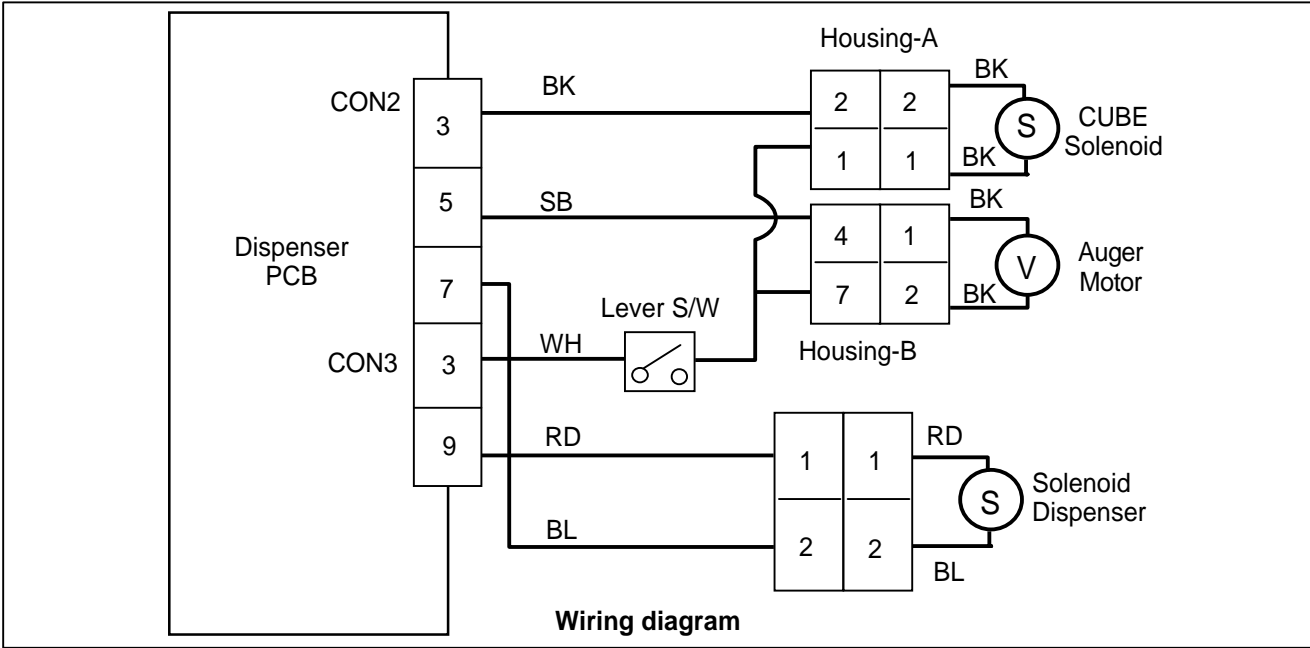 Housing-A
BK
BK
CON2
3
2
2
S
CUBE
Solenoid
1
1
BK
BK
5
SB
4
1
V
Auger
Motor
Dispenser
PCB
7
7
2
BK
Lever S/W
Housing-B
WH
CON3
3
RD
RD
9
1
1
S
Solenoid
Dispenser
BL
2
2
BL
Wiring diagram